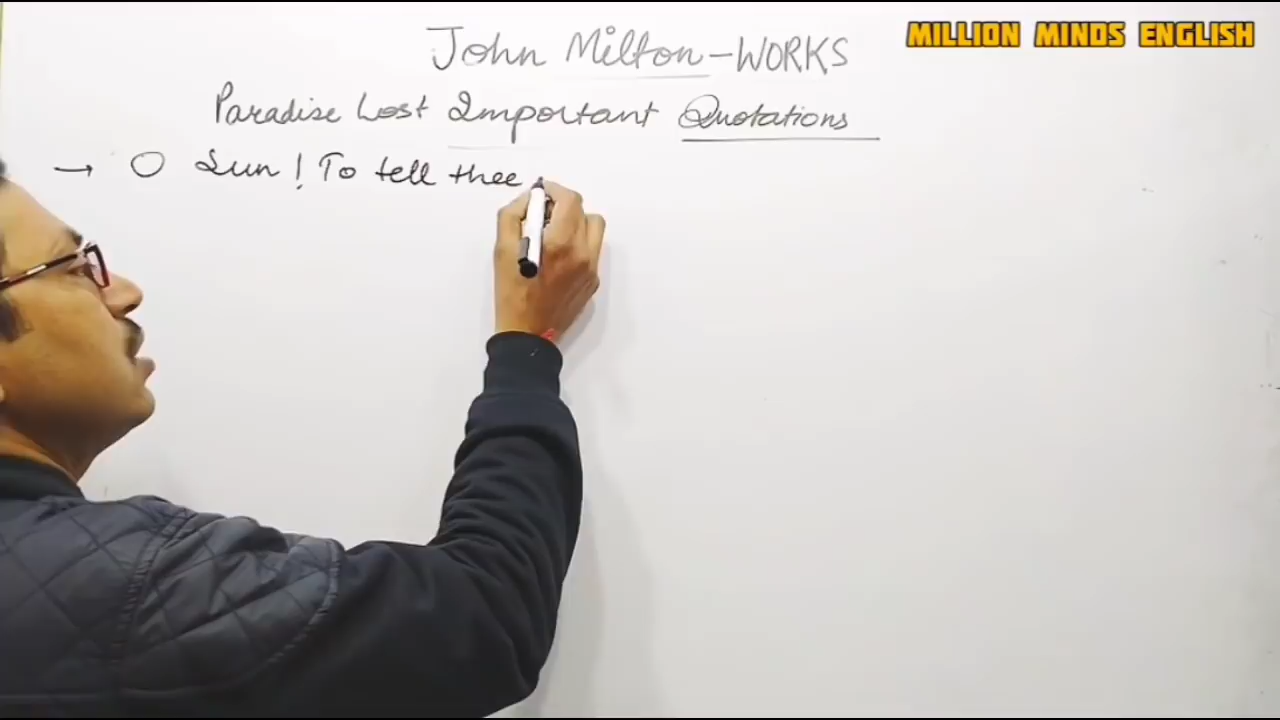 John Milton-WORKS
MILLION MINDS ENGLISH
Paradise Lost Important Quotations
→ O Sun! To tell thee